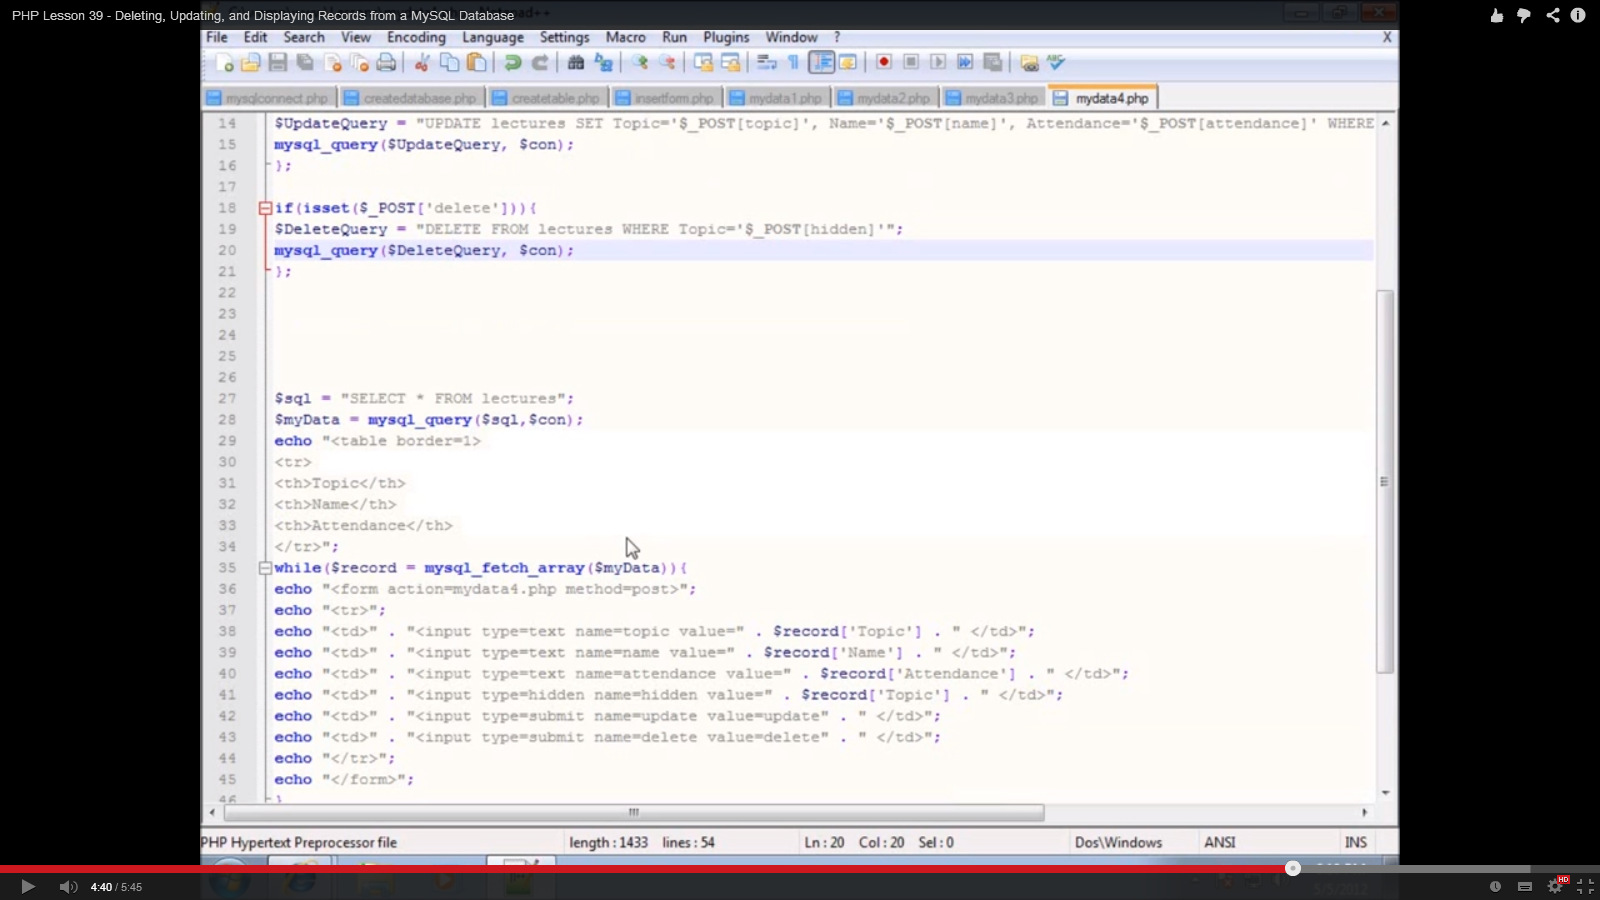 PHP Lesson 39 - Deleting, Updating, and Displaying Records from a MySQL Database
File Edit Search View Encoding Language Settings Macro Run Plugins Window ? X
mysqlconnect.php createdatabase.php createtable.php insertform.php mydata1.php mydata2.php mydata3.php mydata4.php
14 $UpdateQuery = "UPDATE lectures SET Topic='$_POST[topic]', Name='$_POST[name]', Attendance='$_POST[attendance]' WHERE
15 mysql_query($UpdateQuery, $con);
16 };
17
18 if(isset($_POST['delete'])){
19 $DeleteQuery = "DELETE FROM lectures WHERE Topic='$_POST[hidden]'";
20 mysql_query($DeleteQuery, $con);
21 };
22
23
24
25
26
27 $sql = "SELECT * FROM lectures";
28 $myData = mysql_query($sql,$con);
29 echo "<table border=1>
30 <tr>
31 <th>Topic</th>
32 <th>Name</th>
33 <th>Attendance</th>
34 </tr>";
35 while($record = mysql_fetch_array($myData)){
36 echo "<form action=mydata4.php method=post>";
37 echo "<tr>";
38 echo "<td>" . "<input type=text name=topic value=" . $record['Topic'] . " </td>";
39 echo "<td>" . "<input type=text name=name value=" . $record['Name'] . " </td>";
40 echo "<td>" . "<input type=text name=attendance value=" . $record['Attendance'] . " </td>";
41 echo "<td>" . "<input type=hidden name=hidden value=" . $record['Topic'] . " </td>";
42 echo "<td>" . "<input type=submit name=update value=update" . " </td>";
43 echo "<td>" . "<input type=submit name=delete value=delete" . " </td>";
44 echo "</tr>";
45 echo "</form>";
46 }
PHP Hypertext Preprocessor file length : 1433 lines : 54 Ln : 20 Col : 20 Sel : 0 Dos\Windows ANSI INS
4:40 / 5:45 HD